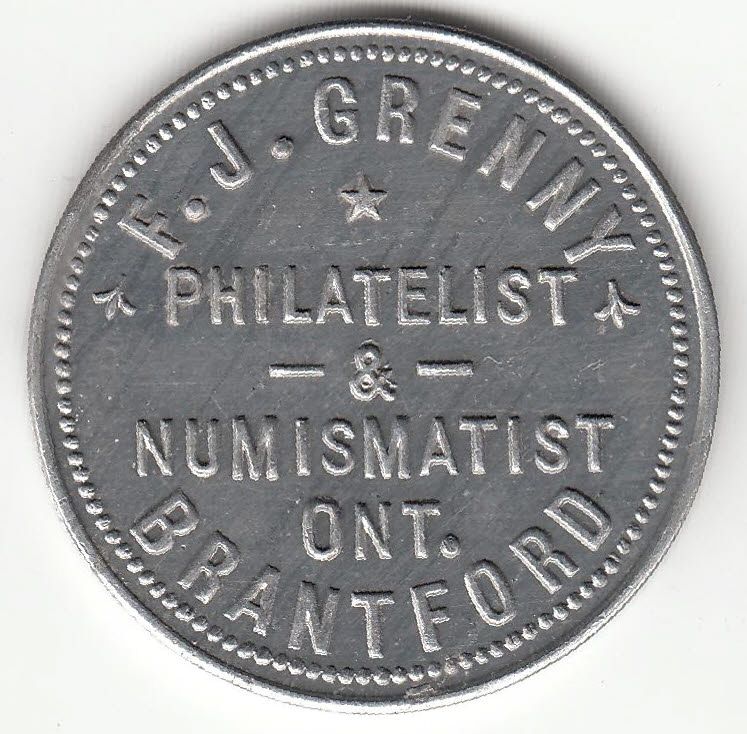 F. J. GRENNY
PHILATELIST
&
NUMISMATIST
ONT.
BRANTFORD